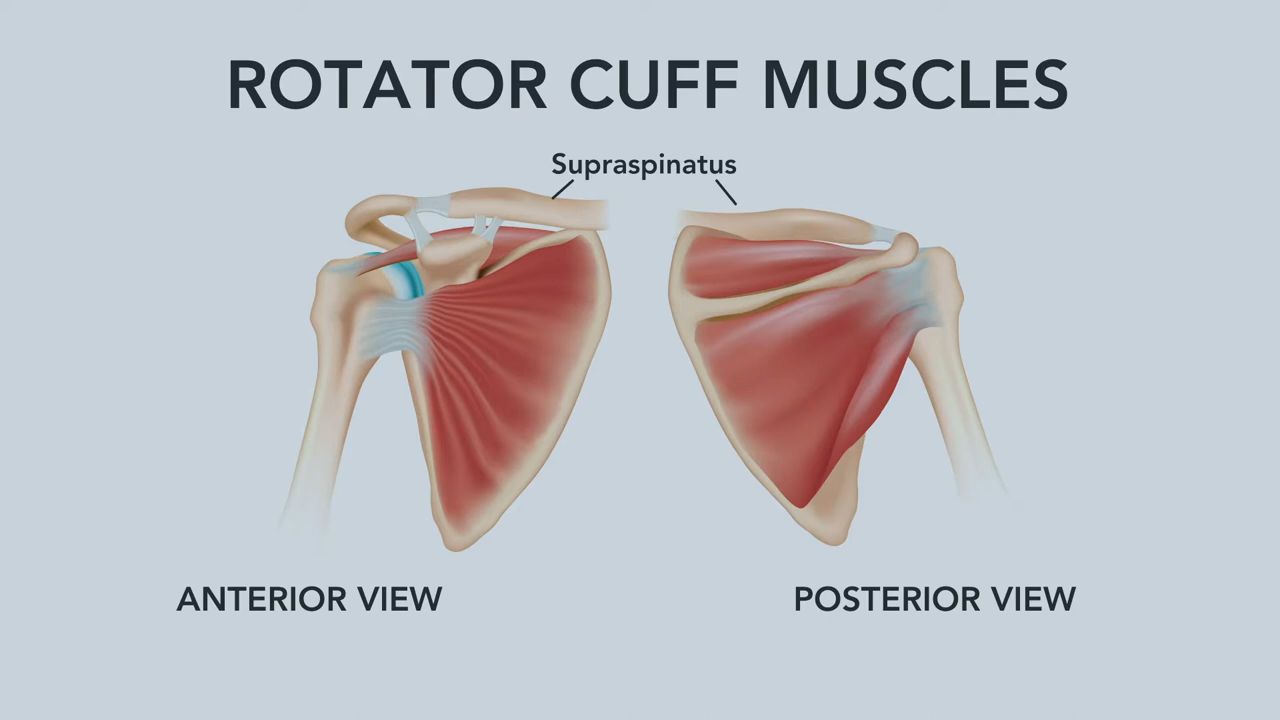 ROTATOR CUFF MUSCLES
Supraspinatus
ANTERIOR VIEW
POSTERIOR VIEW